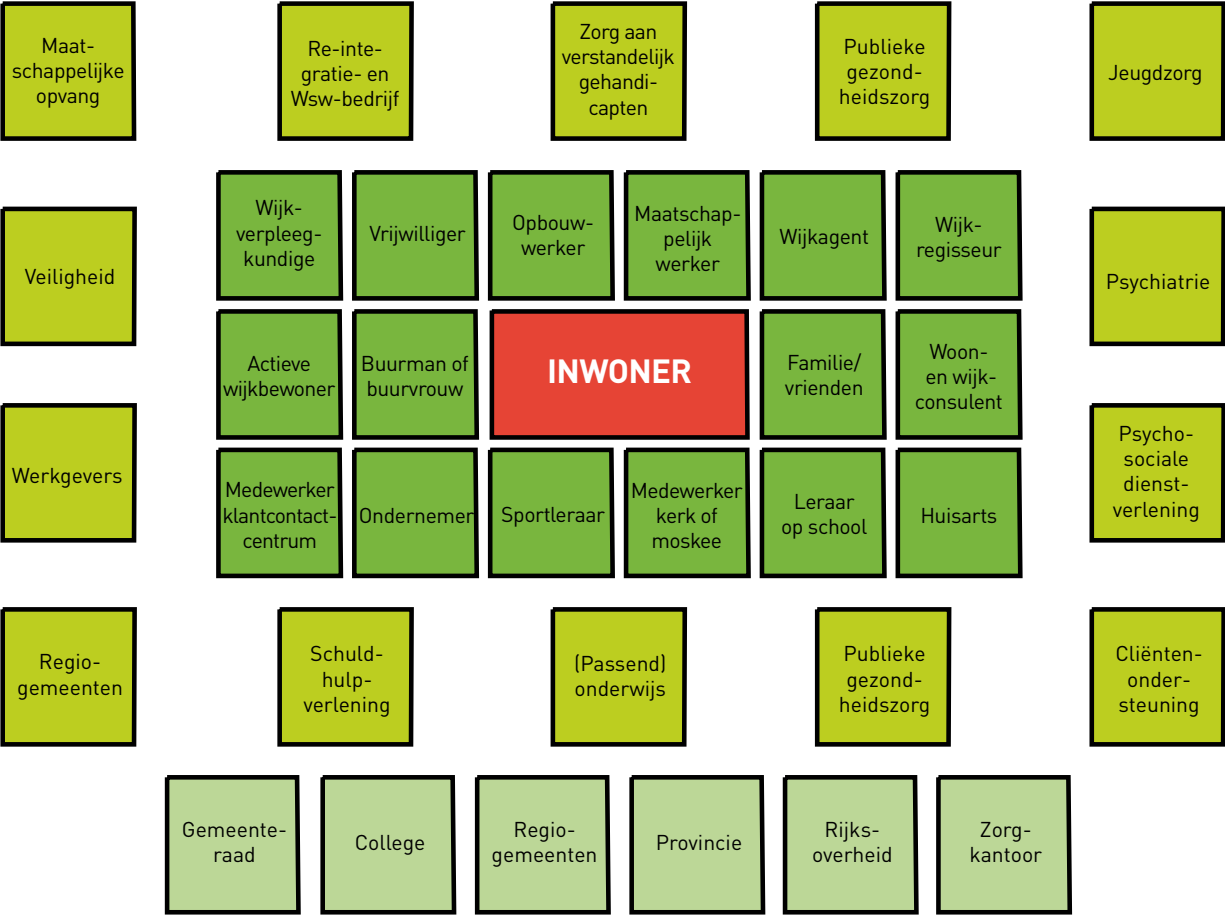 Maat-
schappelijke
opvang
Re-inte-
gratie- en
Wsw-bedrijf
Zorg aan
verstandelijk
gehandi-
capten
Publieke
gezond-
heidszorg
Jeugdzorg
Veiligheid
Wijk-
verpleeg-
kundige
Vrijwilliger
Opbouw-
werker
Maatschap-
pelijk
werker
Wijkagent
Wijk-
regisseur
Psychiatrie
Actieve
wijkbewoner
Buurman of
buurvrouw
INWONER
Familie/
vrienden
Woon-
en wijk-
consulent
Werkgevers
Medewerker
klantcontact-
centrum
Ondernemer
Sportleraar
Medewerker
kerk of
moskee
Leraar
op school
Huisarts
Psycho-
sociale
dienst-
verlening
Regio-
gemeenten
Schuld-
hulp-
verlening
(Passend)
onderwijs
Publieke
gezond-
heidszorg
Cliënten-
onder-
steuning
Gemeente-
raad
College
Regio-
gemeenten
Provincie
Rijks-
overheid
Zorg-
kantoor